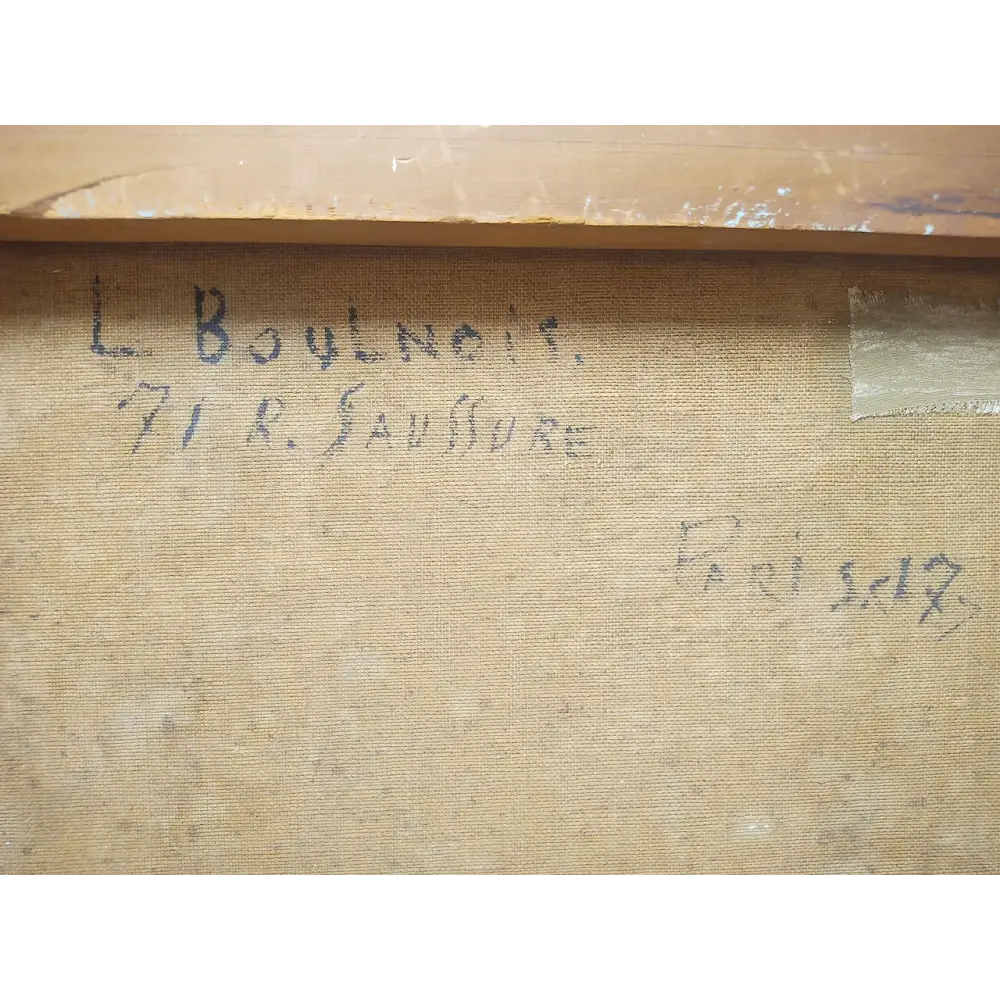 L BOULNOIS.
71 R. SAUSSURE
PARIS. 17